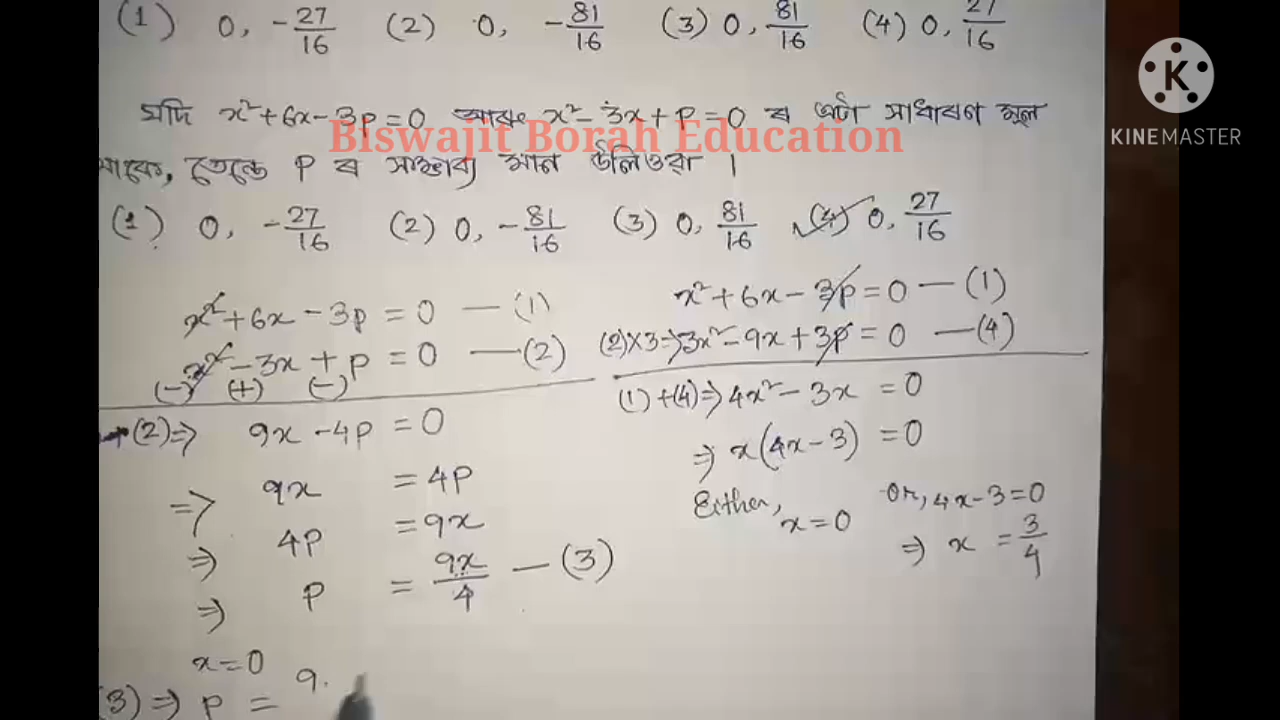 (1) 0, -27/16 (2) 0, -81/16 (3) 0, 81/16 (4) 0, 27/16
KINEMASTER
যদি x²+6x-3p=0 আৰু x²-3x+p=0 ৰ এটা সাধাৰণ মূল
Biswajit Borah Education
থাকে, তেন্তে p ৰ সম্ভাব্য মান উলিওৱা ।
(1) 0, -27/16 (2) 0, -81/16 (3) 0, 81/16 (4) 0, 27/16
x²+6x-3p = 0 — (1)
x²-3x+p = 0 — (2)
(-) (+) (-)
-(2)⇒ 9x-4p = 0
⇒ 9x = 4p
⇒ 4p = 9x
⇒ p = 9x/4 — (3)
x=0
(3)⇒ p = 9.
x²+6x-3p=0 — (1)
(2)×3⇒3x²-9x+3p=0 — (4)
(1)+(4)⇒4x²-3x = 0
⇒ x(4x-3) = 0
Either, x=0 or, 4x-3=0
⇒ x = 3/4